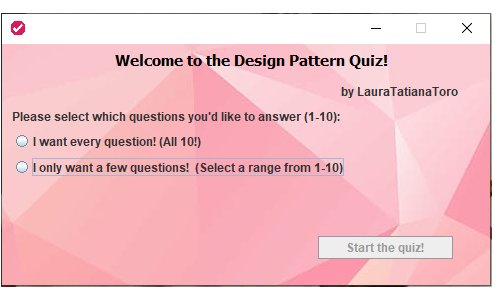 Welcome to the Design Pattern Quiz!
by LauraTatianaToro
Please select which questions you'd like to answer (1-10):
I want every question! (All 10!)
I only want a few questions!  (Select a range from 1-10)
Start the quiz!